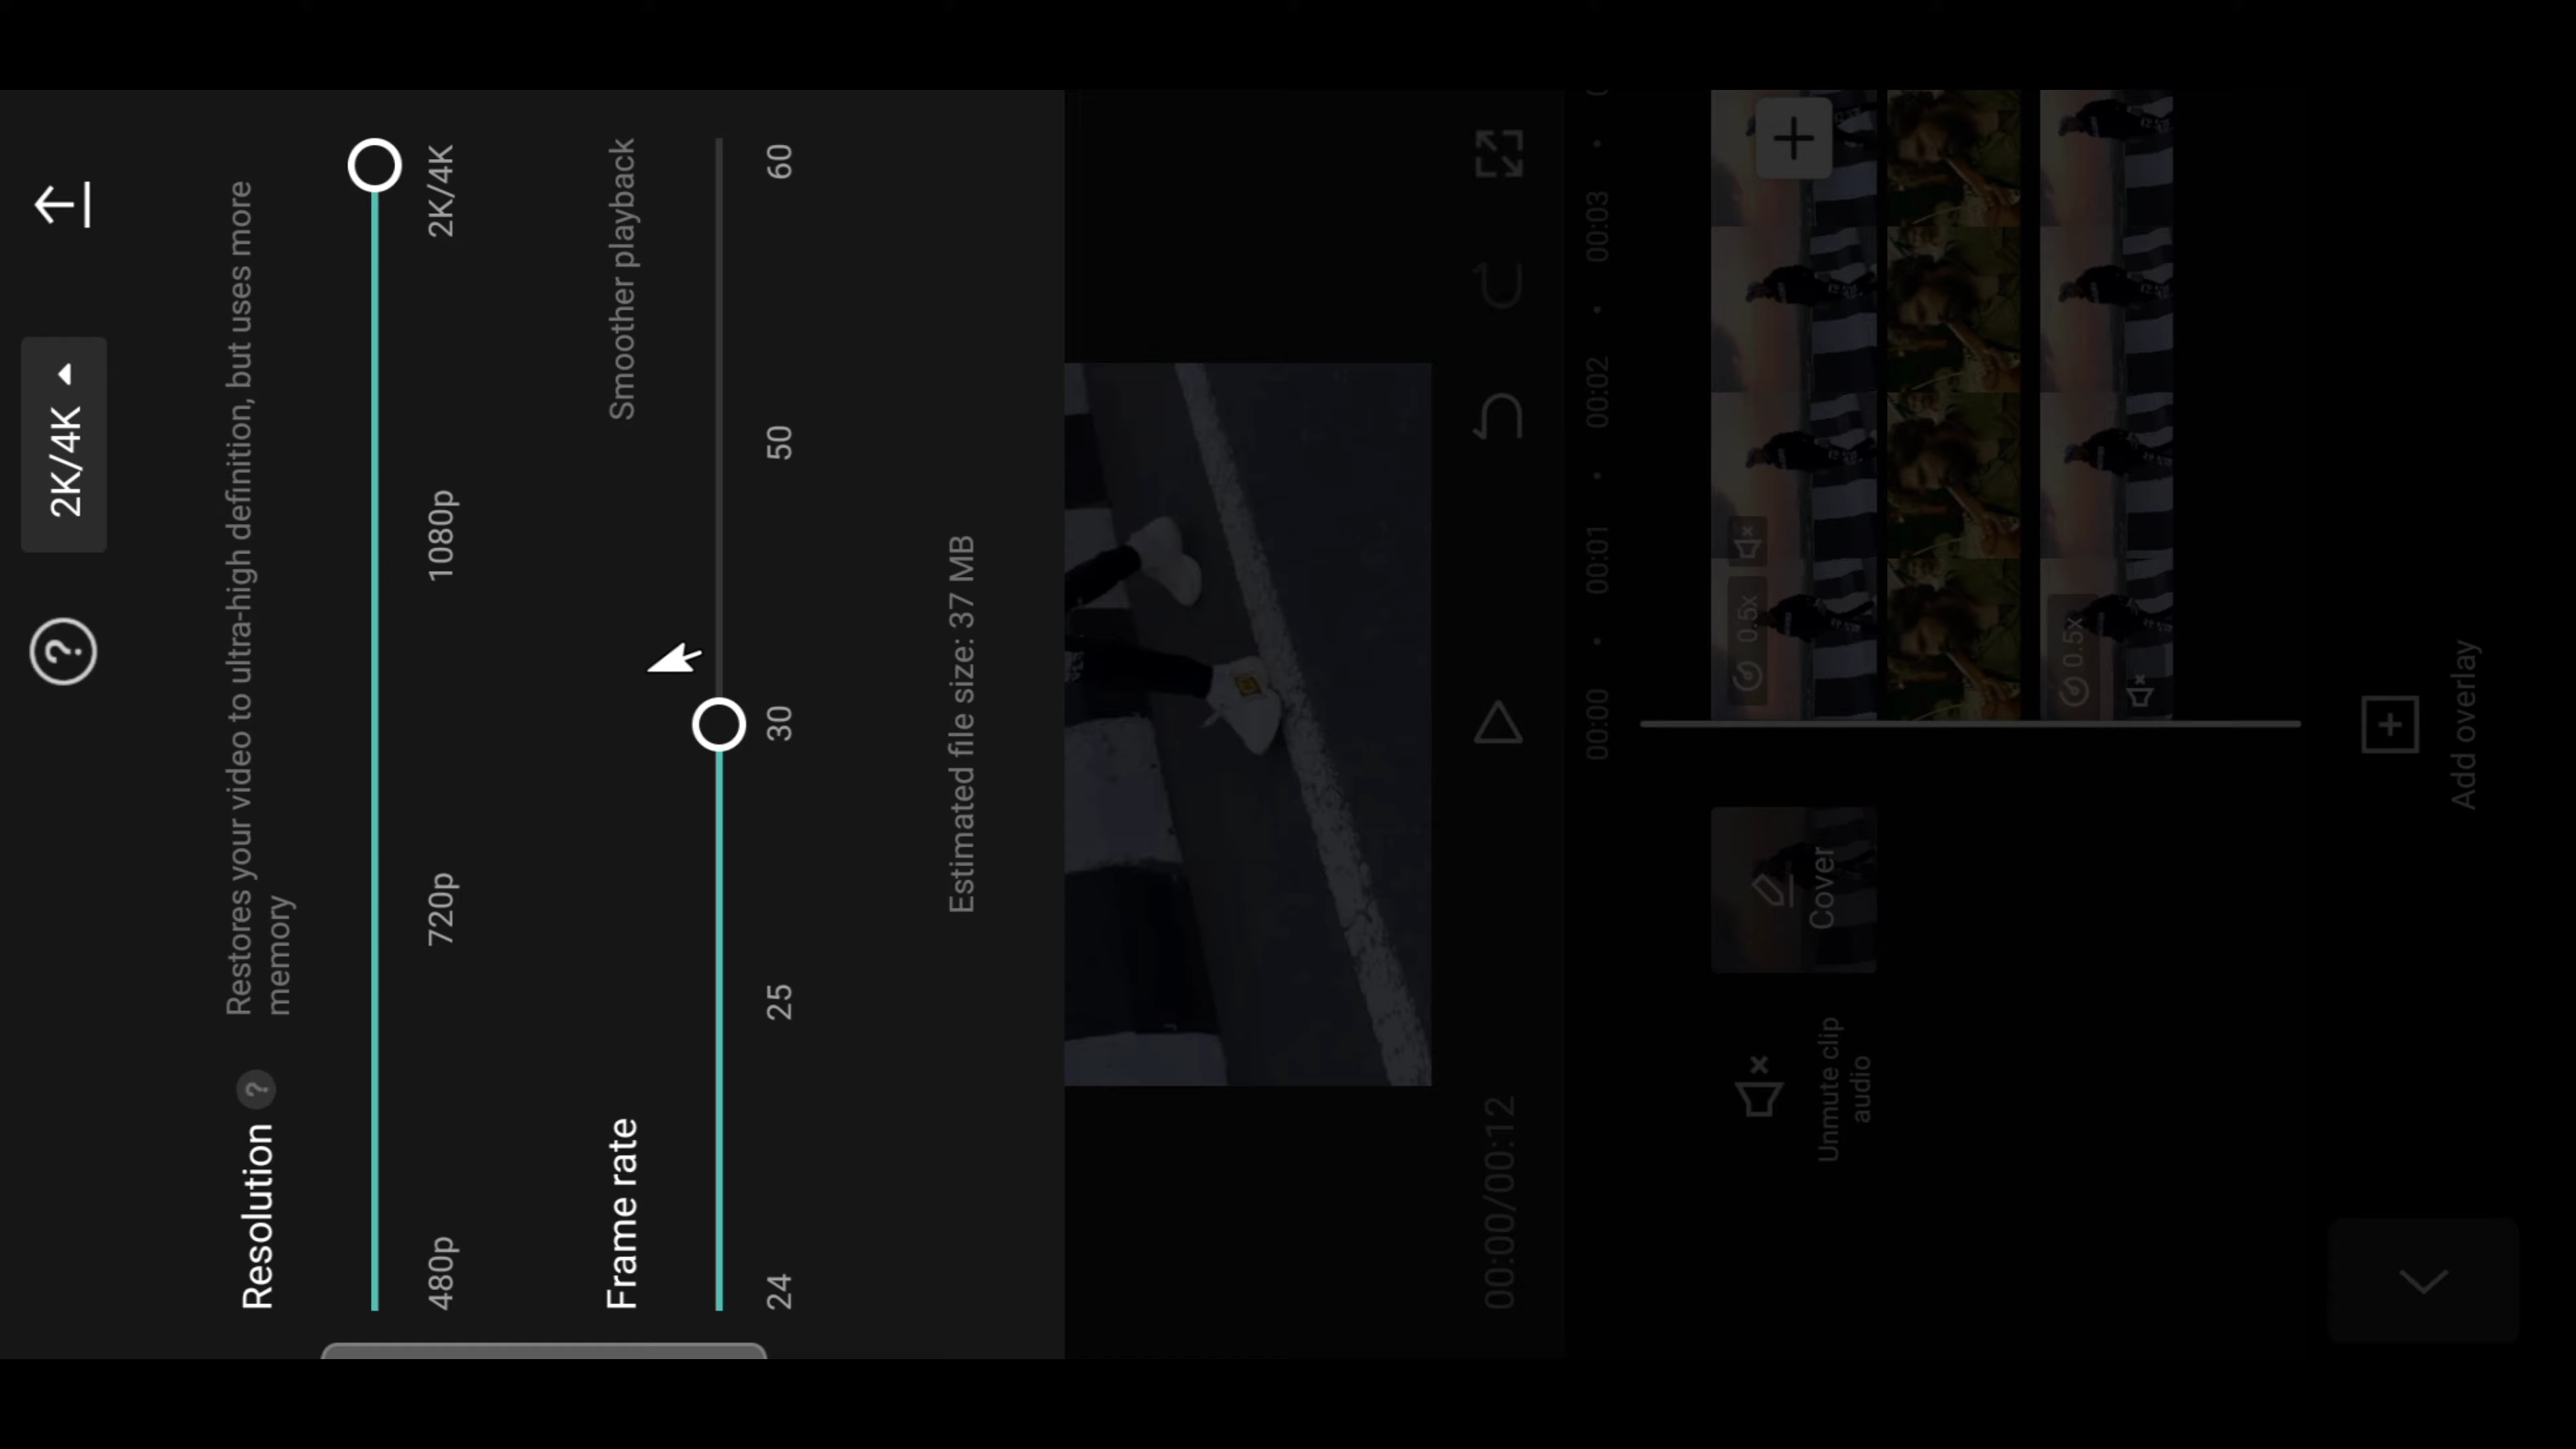 2K/4K
Resolution
Restores your video to ultra-high definition, but uses more
memory
480p 720p 1080p 2K/4K
Frame rate
Smoother playback
24 25 30 50 60
Estimated file size: 37 MB
00:00/00:12
00:00 00:01 00:02 00:03
Unmute clip
audio
Cover
0.5x
0.5x
Add overlay